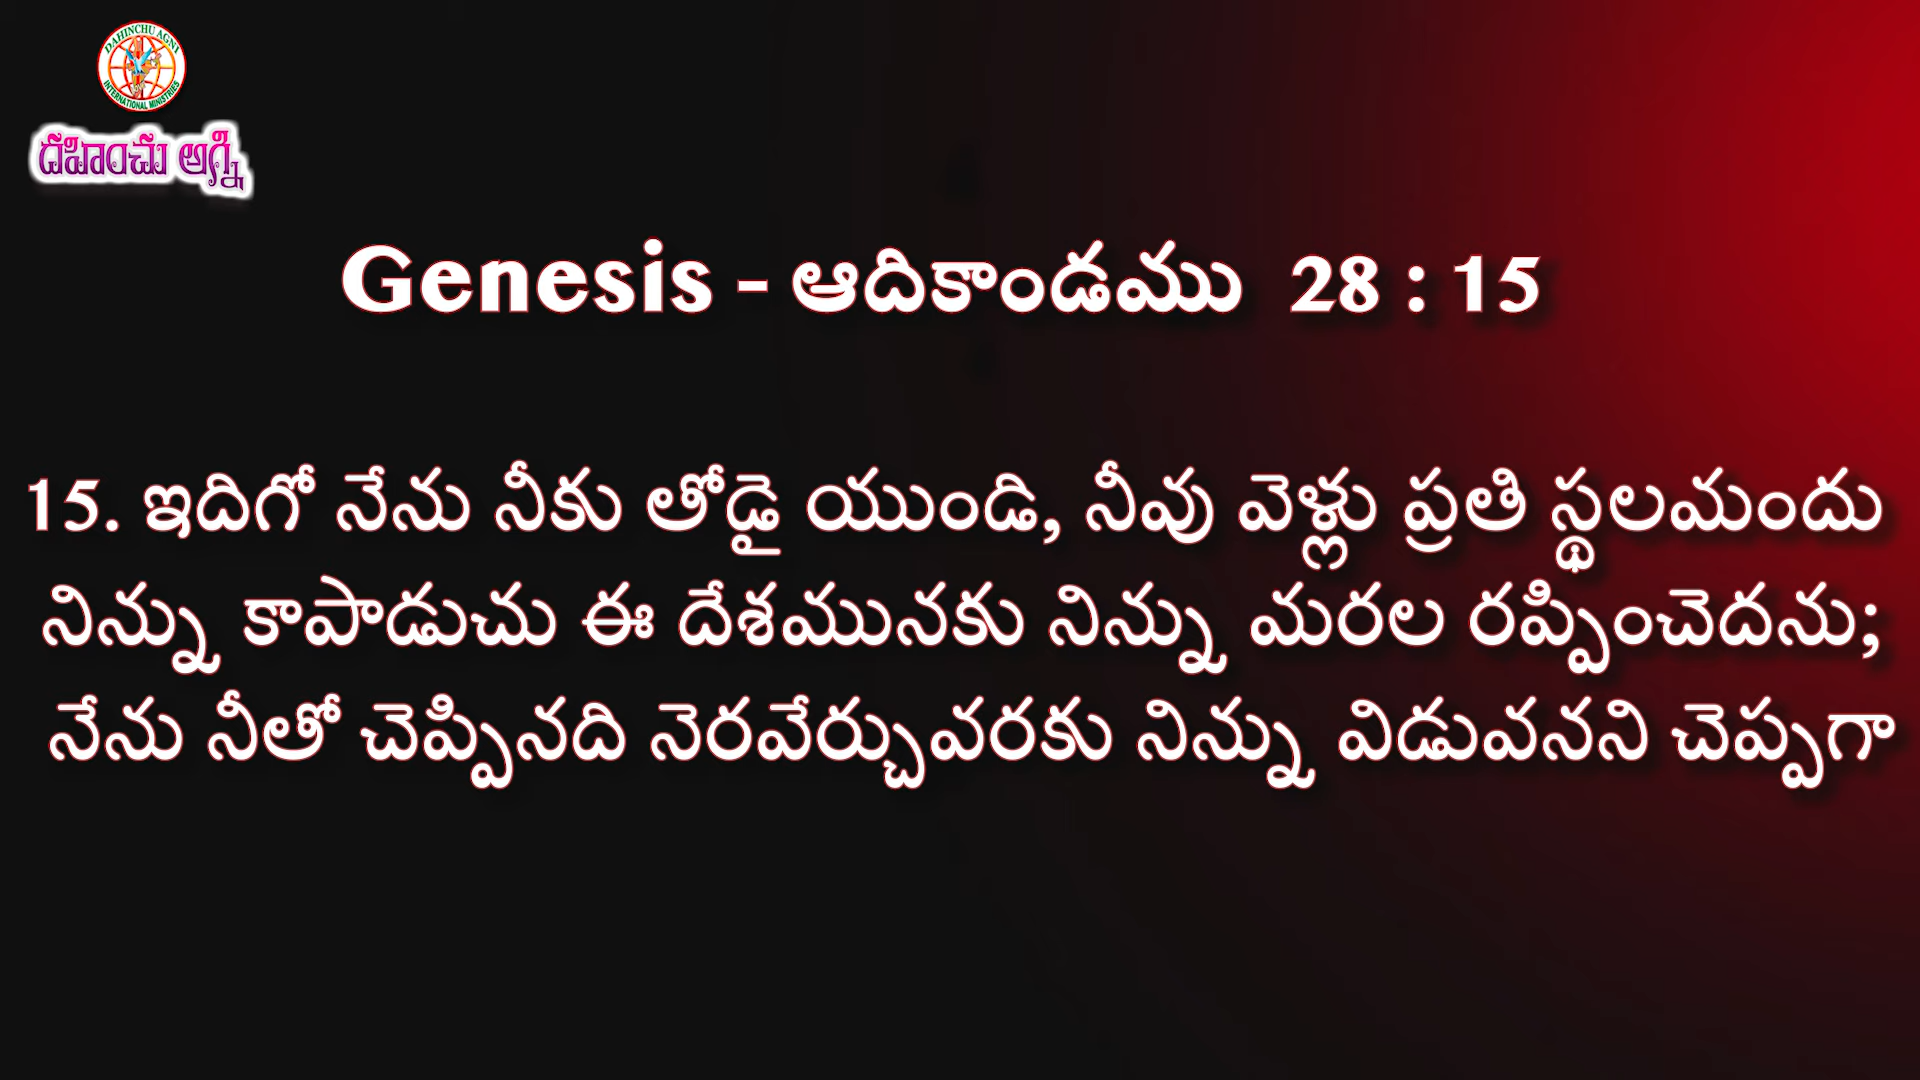 DAHINCHU AGNI
INTERNATIONAL MINISTRIES
దహించు అగ్ని
Genesis - ఆదికాండము 28 : 15
15. ఇదిగో నేను నీకు తోడై యుండి, నీవు వెళ్లు ప్రతి స్థలమందు
నిన్ను కాపాడుచు ఈ దేశమునకు నిన్ను మరల రప్పించెదను;
నేను నీతో చెప్పినది నెరవేర్చువరకు నిన్ను విడువనని చెప్పగా